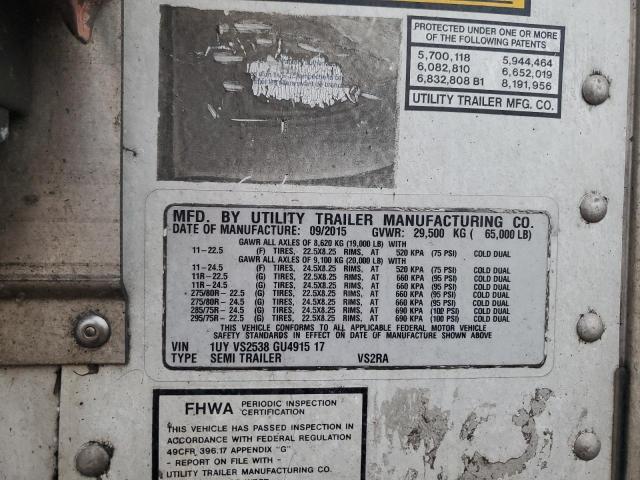 PROTECTED UNDER ONE OR MORE
OF THE FOLLOWING PATENTS
5,700,118 5,944,464
6,082,810 6,652,019
6,832,808 B1 8,191,956
UTILITY TRAILER MFG. CO.
MFD. BY UTILITY TRAILER MANUFACTURING CO.
DATE OF MANUFACTURE: 09/2015 GVWR: 29,500 KG ( 65,000 LB)
GAWR ALL AXLES OF 8,620 KG (19,000 LB) WITH
11-22.5 (F) TIRES, 22.5X8.25 RIMS, AT 520 KPA (75 PSI) COLD DUAL
GAWR ALL AXLES OF 9,100 KG (20,000 LB) WITH
11-24.5 (F) TIRES, 24.5X8.25 RIMS, AT 520 KPA (75 PSI) COLD DUAL
11R-22.5 (G) TIRES, 22.5X8.25 RIMS, AT 660 KPA (95 PSI) COLD DUAL
11R-24.5 (G) TIRES, 24.5X8.25 RIMS, AT 660 KPA (95 PSI) COLD DUAL
275/80R-22.5 (G) TIRES, 22.5X8.25 RIMS, AT 660 KPA (95 PSI) COLD DUAL
275/80R-24.5 (G) TIRES, 24.5X8.25 RIMS, AT 660 KPA (95 PSI) COLD DUAL
285/75R-24.5 (G) TIRES, 24.5X8.25 RIMS, AT 690 KPA (100 PSI) COLD DUAL
295/75R-22.5 (G) TIRES, 22.5X8.25 RIMS, AT 690 KPA (100 PSI) COLD DUAL
THIS VEHICLE CONFORMS TO ALL APPLICABLE FEDERAL MOTOR VEHICLE
SAFETY STANDARDS IN EFFECT ON DATE OF MANUFACTURE SHOWN ABOVE
VIN 1UY VS2538 GU4915 17
TYPE SEMI TRAILER VS2RA
FHWA PERIODIC INSPECTION
CERTIFICATION
THIS VEHICLE HAS PASSED INSPECTION IN
ACCORDANCE WITH FEDERAL REGULATION
49CFR 396.17 APPENDIX "G"
- REPORT ON FILE WITH -
UTILITY TRAILER MANUFACTURING CO.